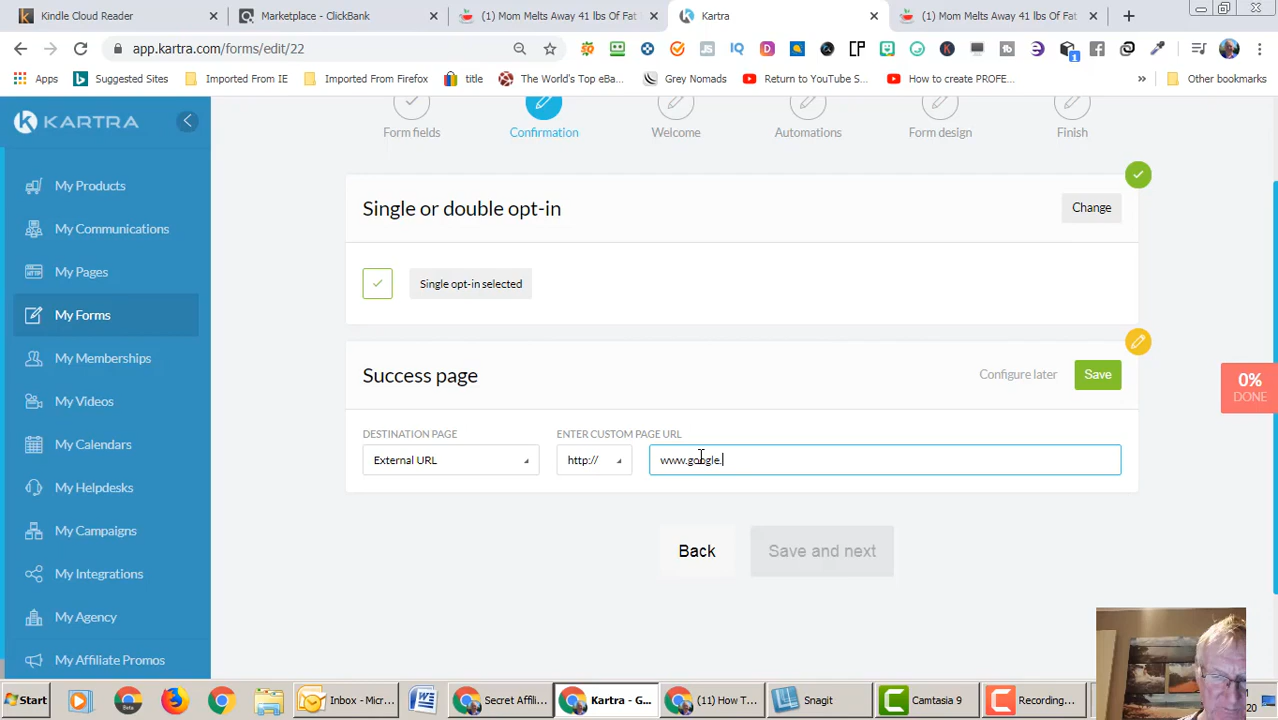 Kindle Cloud Reader
Marketplace - ClickBank
(1) Mom Melts Away 41 lbs Of Fat
Kartra
(1) Mom Melts Away 41 lbs Of Fat
app.kartra.com/forms/edit/22
Apps
Suggested Sites
Imported From IE
Imported From Firefox
title
The World's Top eBa...
Grey Nomads
Return to YouTube S...
How to create PROFE...
»
Other bookmarks
KARTRA
My Products
My Communications
My Pages
My Forms
My Memberships
My Videos
My Calendars
My Helpdesks
My Campaigns
My Integrations
My Agency
My Affiliate Promos
Form fields
Confirmation
Welcome
Automations
Form design
Finish
Single or double opt-in
Change
Single opt-in selected
Success page
Configure later
Save
DESTINATION PAGE
ENTER CUSTOM PAGE URL
External URL
http://
www.google.
Back
Save and next
0%
DONE
Start
Inbox - Micr...
Secret Affili...
Kartra - G...
(11) How T...
Snagit
Camtasia 9
Recording...